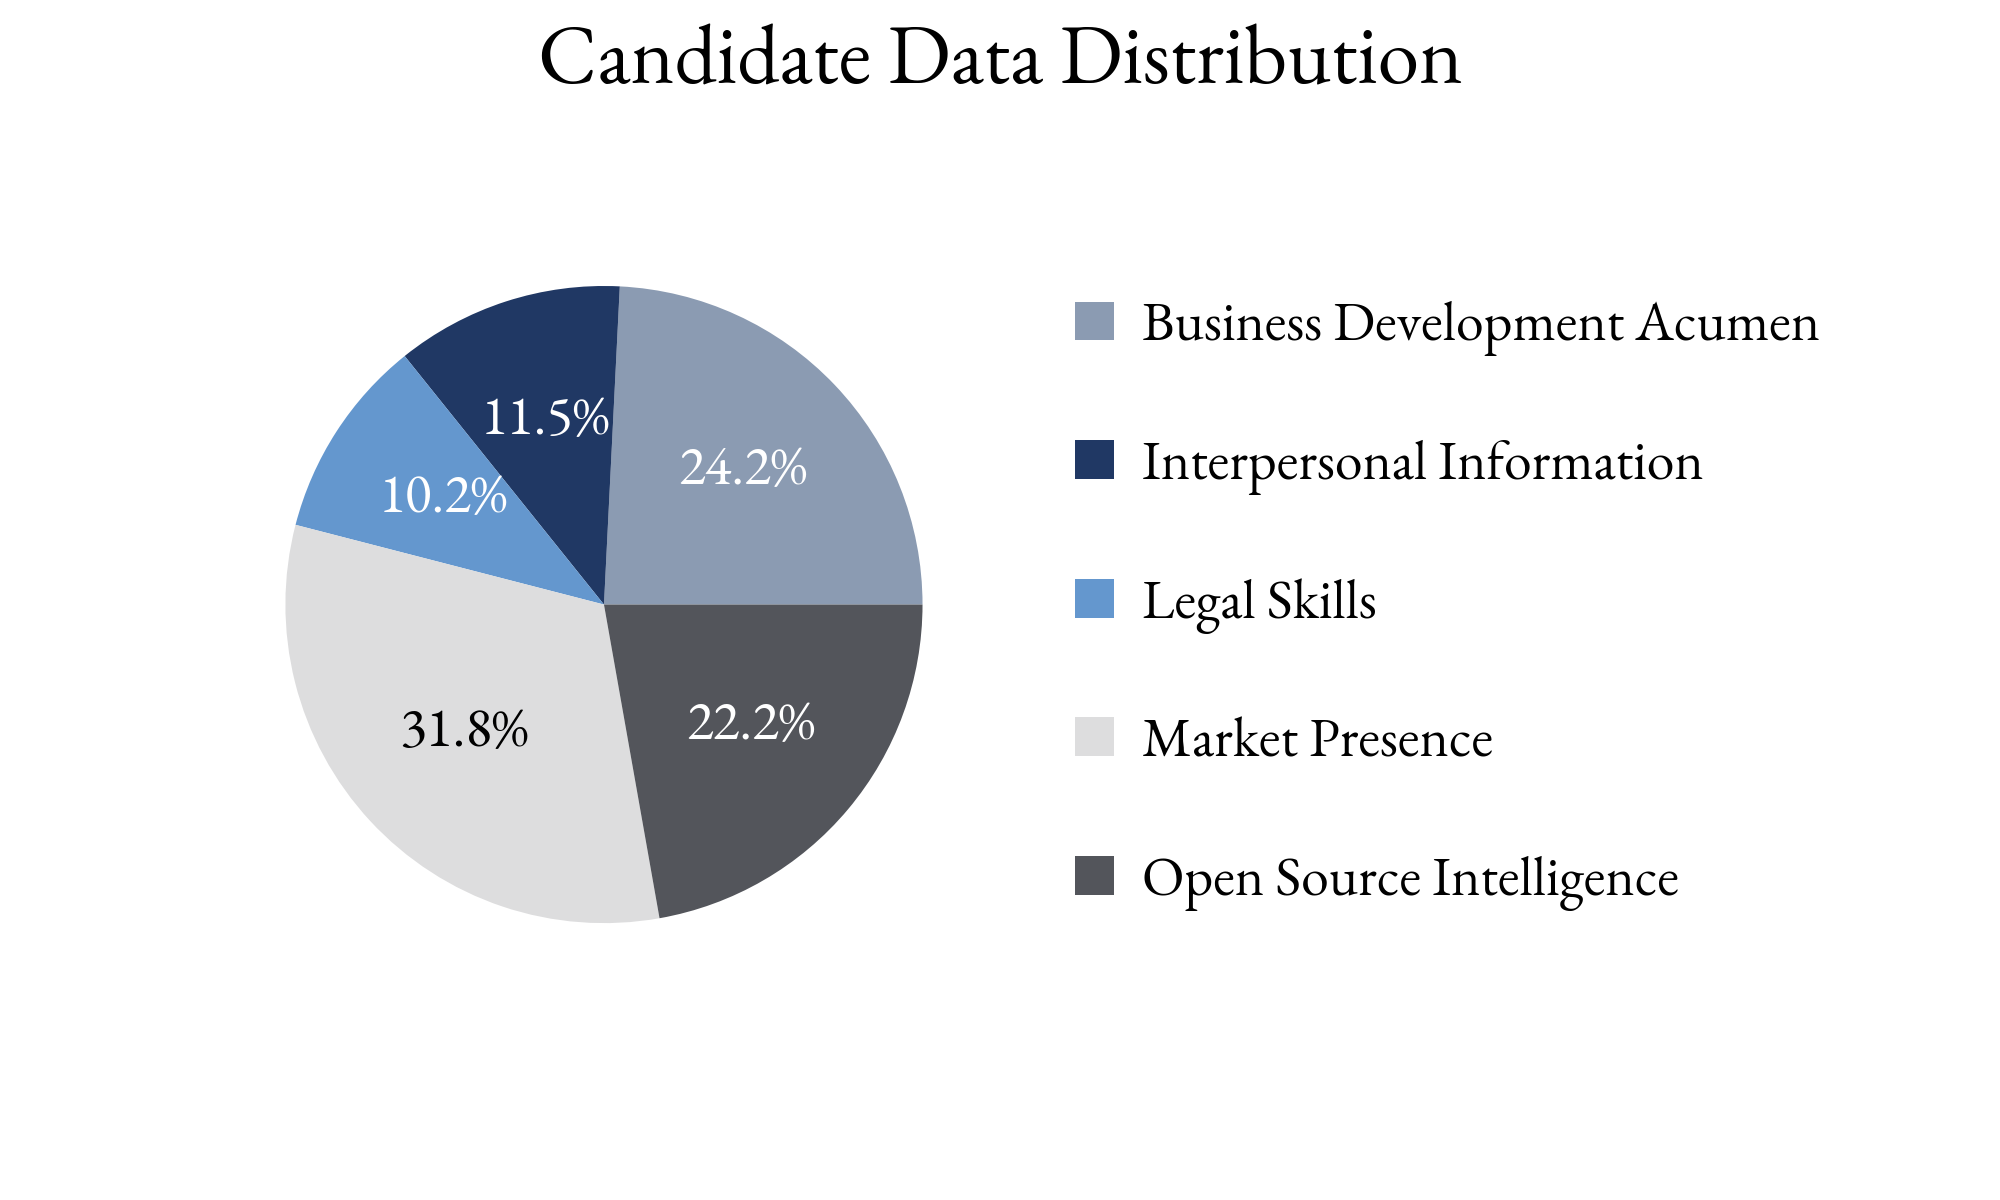 Candidate Data Distribution
11.5%
24.2%
10.2%
31.8%
22.2%
Business Development Acumen
Interpersonal Information
Legal Skills
Market Presence
Open Source Intelligence